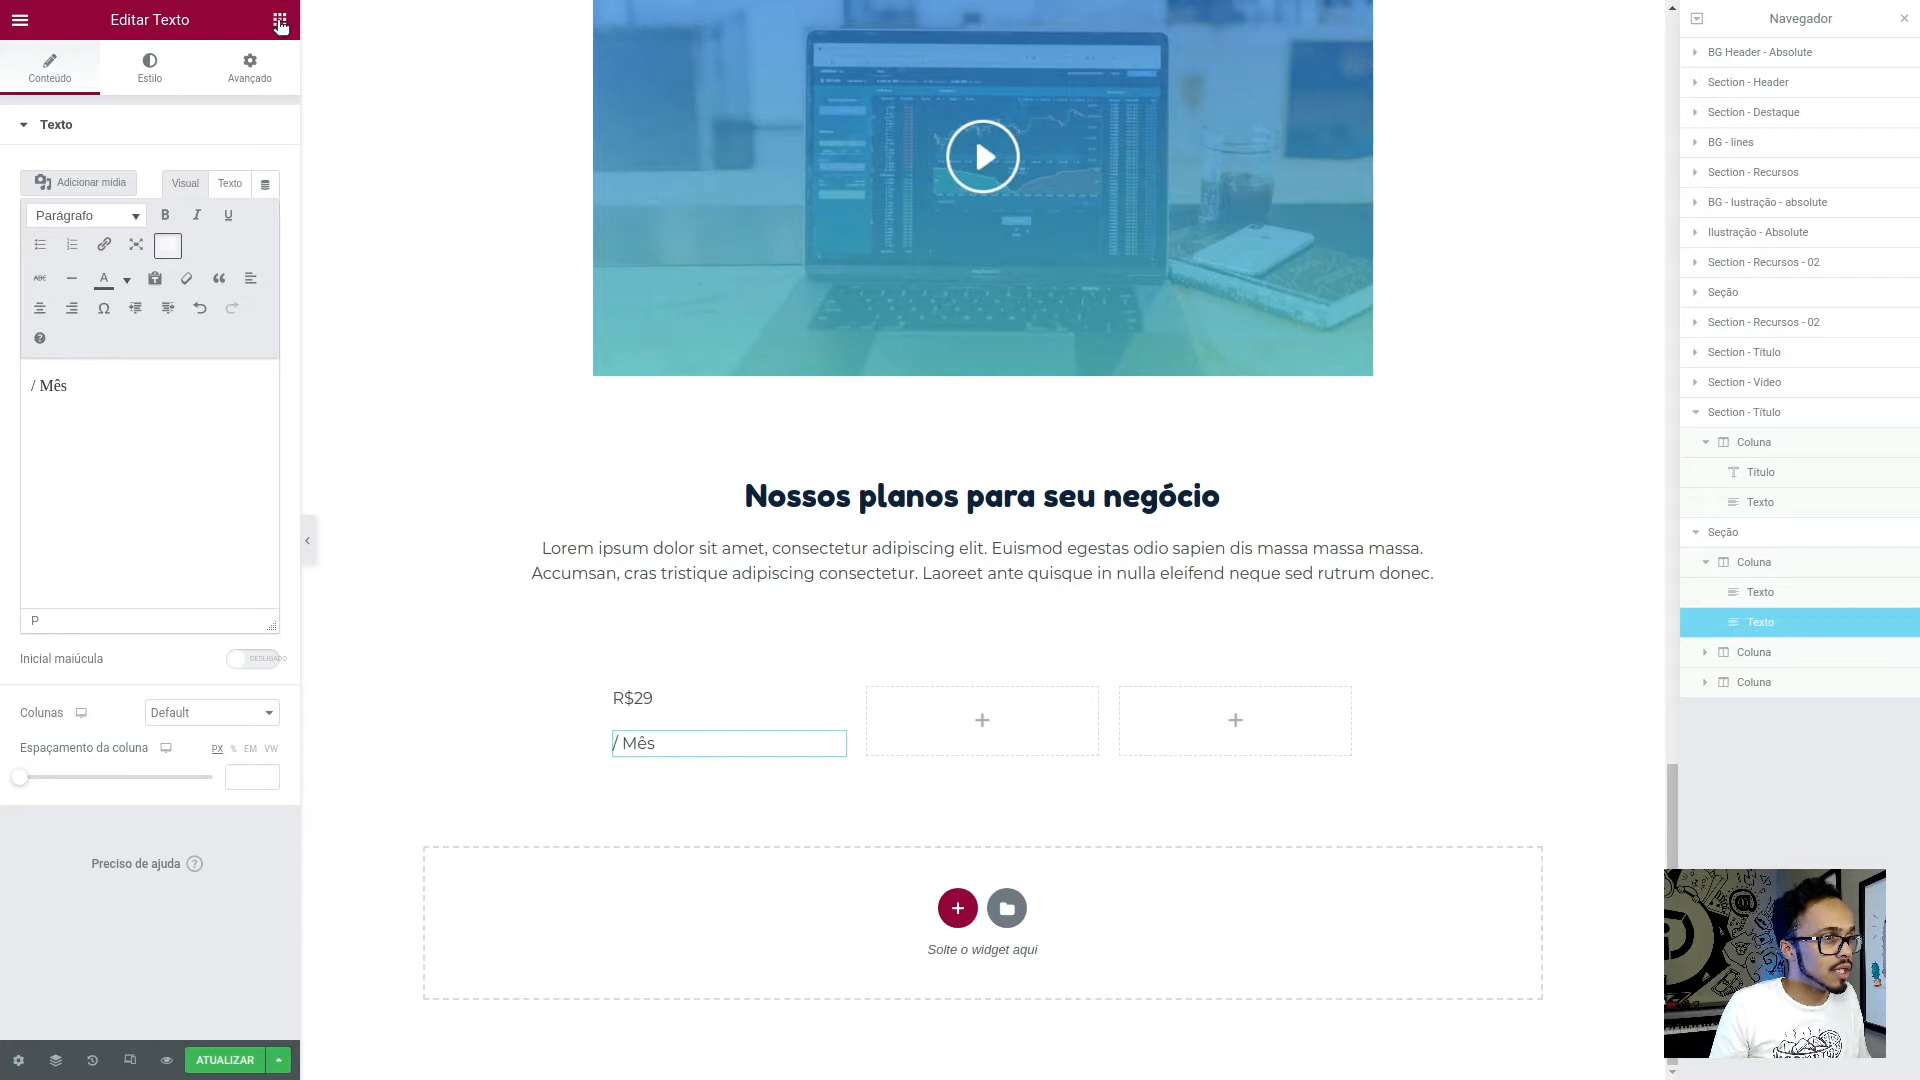 Editar Texto
Conteúdo
Estilo
Avançado
Texto
Adicionar mídia
Visual
Texto
Parágrafo
B
I
U
ABC
A
/ Mês
P
Inicial maiúcula
DESLIGADO
Colunas
Default
Espaçamento da coluna
PX
%
EM
VW
Preciso de ajuda
ATUALIZAR
Nossos planos para seu negócio
Lorem ipsum dolor sit amet, consectetur adipiscing elit. Euismod egestas odio sapien dis massa massa massa.
Accumsan, cras tristique adipiscing consectetur. Laoreet ante quisque in nulla eleifend neque sed rutrum donec.
R$29
/ Mês
Solte o widget aqui
Navegador
BG Header - Absolute
Section - Header
Section - Destaque
BG - lines
Section - Recursos
BG - lustração - absolute
Ilustração - Absolute
Section - Recursos - 02
Seção
Section - Recursos - 02
Section - Título
Section - Vídeo
Section - Título
Coluna
Título
Texto
Seção
Coluna
Texto
Texto
Coluna
Coluna